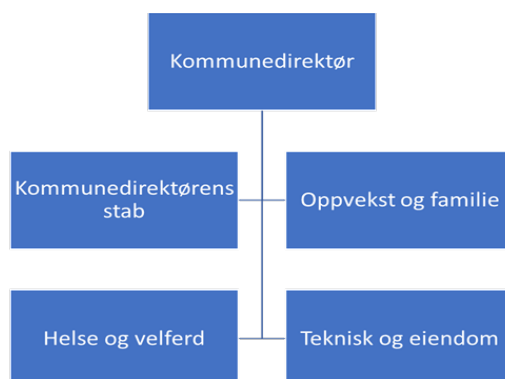 Kommunedirektør
Kommunedirektørens
stab
Oppvekst og familie
Helse og velferd
Teknisk og eiendom